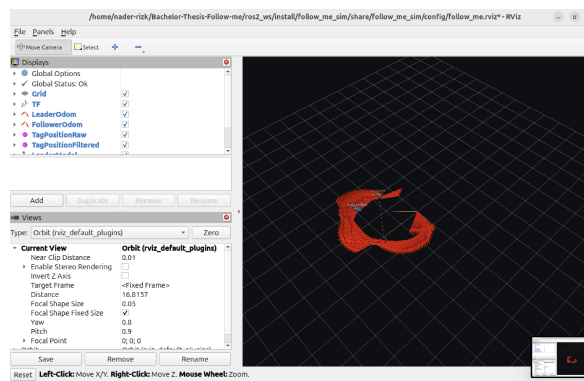 /home/nader-rizk/Bachelor-Thesis-Follow-me/ros2_ws/install/follow_me_sim/share/follow_me_sim/config/follow_me.rviz* - RViz
File Panels Help
Move Camera Select
Displays
Global Options
Global Status: Ok
Grid
TF
LeaderOdom
FollowerOdom
TagPositionRaw
TagPositionFiltered
LeaderModel
Add Duplicate Remove Rename
Views
Type: Orbit (rviz_default_plugins) Zero
Current View Orbit (rviz_default_plugins)
Near Clip Distance 0.01
Enable Stereo Rendering
Invert Z Axis
Target Frame <Fixed Frame>
Distance 16.8157
Focal Shape Size 0.05
Focal Shape Fixed Size
Yaw 0.8
Pitch 0.9
Focal Point 0; 0; 0
Orbit Orbit (rviz_default_plugins)
Save Remove Rename
Reset Left-Click: Move X/Y. Right-Click: Move Z. Mouse Wheel: Zoom.